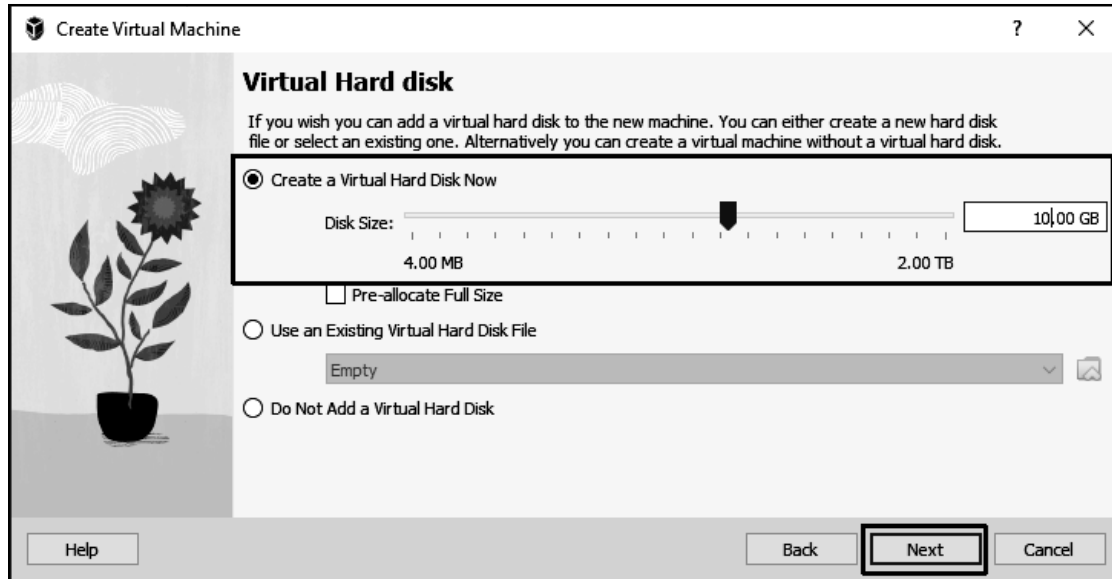 Create Virtual Machine
?
Virtual Hard disk
If you wish you can add a virtual hard disk to the new machine. You can either create a new hard disk
file or select an existing one. Alternatively you can create a virtual machine without a virtual hard disk.
Create a Virtual Hard Disk Now
Disk Size:
10,00 GB
4.00 MB
2.00 TB
Pre-allocate Full Size
Use an Existing Virtual Hard Disk File
Empty
Do Not Add a Virtual Hard Disk
Help
Back
Next
Cancel